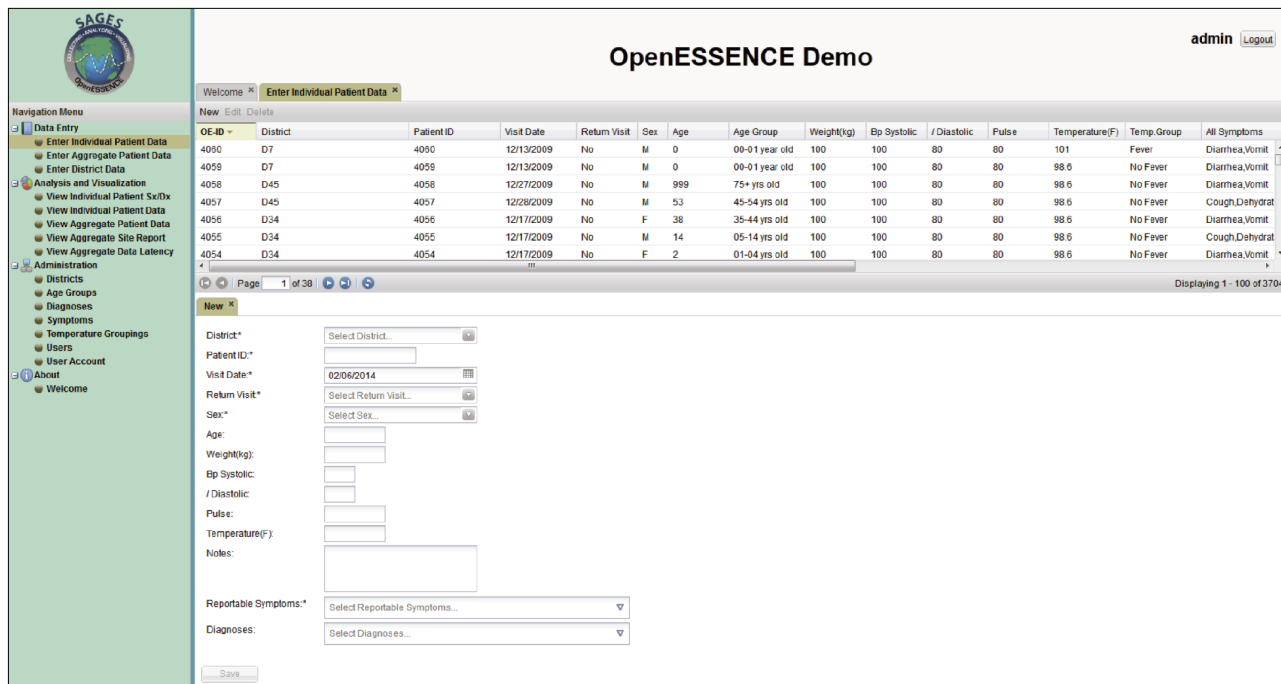 SAGES
COLLECTING • ANALYZING • VISUALIZING
OpenESSENCE
OpenESSENCE Demo
admin Logout
Navigation Menu
Data Entry
Enter Individual Patient Data
Enter Aggregate Patient Data
Enter District Data
Analysis and Visualization
View Individual Patient Sx/Dx
View Individual Patient Data
View Aggregate Patient Data
View Aggregate Site Report
View Aggregate Data Latency
Administration
Districts
Age Groups
Diagnoses
Symptoms
Temperature Groupings
Users
User Account
About
Welcome
Welcome Enter Individual Patient Data
New Edit Delete
OE-ID District Patient ID Visit Date Return Visit Sex Age Age Group Weight(kg) Bp Systolic / Diastolic Pulse Temperature(F) Temp.Group All Symptoms
4060 D7 4060 12/13/2009 No M 0 00-01 year old 100 100 80 80 101 Fever Diarrhea,Vomit
4059 D7 4059 12/13/2009 No M 0 00-01 year old 100 100 80 80 98.6 No Fever Diarrhea,Vomit
4058 D45 4058 12/27/2009 No M 999 75+ yrs old 100 100 80 80 98.6 No Fever Diarrhea,Vomit
4057 D45 4057 12/28/2009 No M 53 45-54 yrs old 100 100 80 80 98.6 No Fever Cough,Dehydrat
4056 D34 4056 12/17/2009 No F 38 35-44 yrs old 100 100 80 80 98.6 No Fever Diarrhea,Vomit
4055 D34 4055 12/17/2009 No M 14 05-14 yrs old 100 100 80 80 98.6 No Fever Cough,Dehydrat
4054 D34 4054 12/17/2009 No F 2 01-04 yrs old 100 100 80 80 98.6 No Fever Diarrhea,Vomit
Page 1 of 38 Displaying 1 - 100 of 3704
New
District:* Select District...
Patient ID:*
Visit Date:* 02/06/2014
Return Visit:* Select Return Visit...
Sex:* Select Sex...
Age:
Weight(kg):
Bp Systolic:
/ Diastolic:
Pulse:
Temperature(F):
Notes:
Reportable Symptoms:* Select Reportable Symptoms...
Diagnoses: Select Diagnoses...
Save